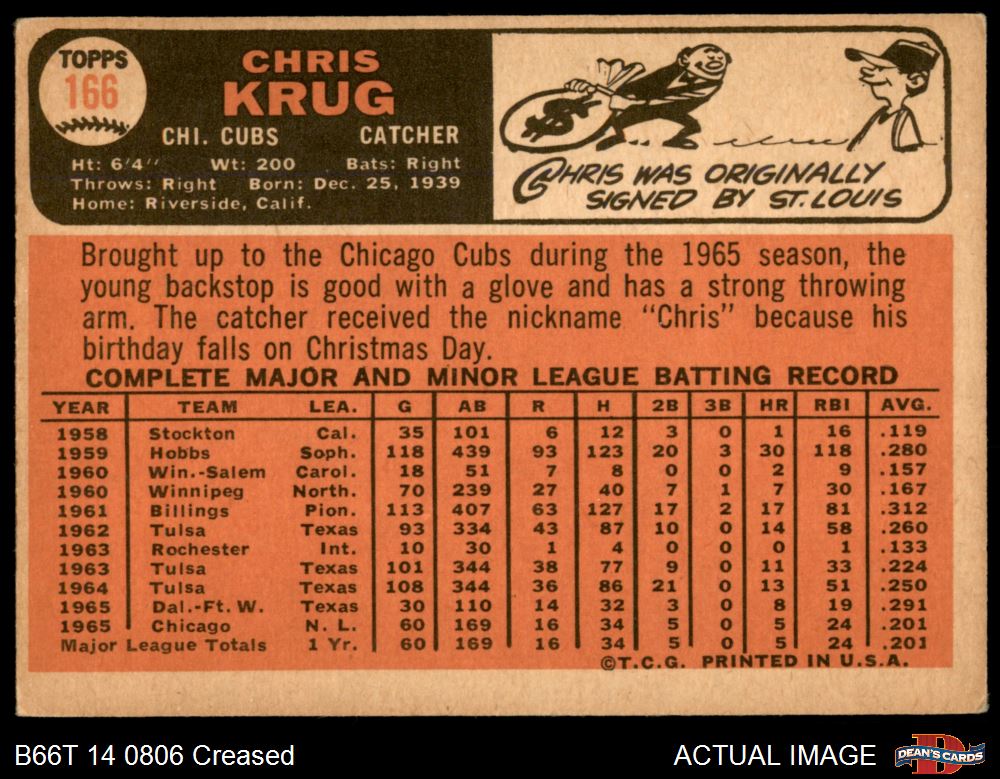 TOPPS
166
CHRIS
KRUG
CHI. CUBS CATCHER
Ht: 6'4" Wt: 200 Bats: Right
Throws: Right Born: Dec. 25, 1939
Home: Riverside, Calif.
$
CHRIS WAS ORIGINALLY
SIGNED BY ST. LOUIS
Brought up to the Chicago Cubs during the 1965 season, the
young backstop is good with a glove and has a strong throwing
arm. The catcher received the nickname "Chris" because his
birthday falls on Christmas Day.
COMPLETE MAJOR AND MINOR LEAGUE BATTING RECORD
YEAR TEAM LEA. G AB R H 2B 3B HR RBI AVG.
1958 Stockton Cal. 35 101 6 12 3 0 1 16 .119
1959 Hobbs Soph. 118 439 93 123 20 3 30 118 .280
1960 Win.-Salem Carol. 18 51 7 8 0 0 2 9 .157
1960 Winnipeg North. 70 239 27 40 7 1 7 30 .167
1961 Billings Pion. 113 407 63 127 17 2 17 81 .312
1962 Tulsa Texas 93 334 43 87 10 0 14 58 .260
1963 Rochester Int. 10 30 1 4 0 0 0 1 .133
1963 Tulsa Texas 101 344 38 77 9 0 11 33 .224
1964 Tulsa Texas 108 344 36 86 21 0 13 51 .250
1965 Dal.-Ft. W. Texas 30 110 14 32 3 0 8 19 .291
1965 Chicago N. L. 60 169 16 34 5 0 5 24 .201
Major League Totals 1 Yr. 60 169 16 34 5 0 5 24 .201
©T.C.G. PRINTED IN U.S.A.
B66T 14 0806 Creased ACTUAL IMAGE
D
DEAN'S CARDS